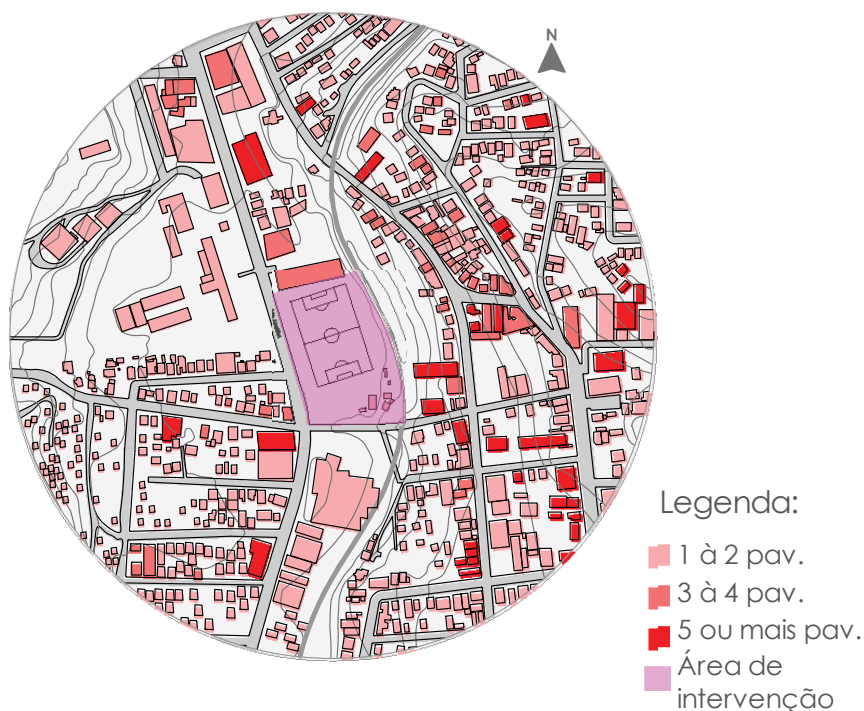 N
Legenda:
1 à 2 pav.
3 à 4 pav.
5 ou mais pav.
Área de
intervenção